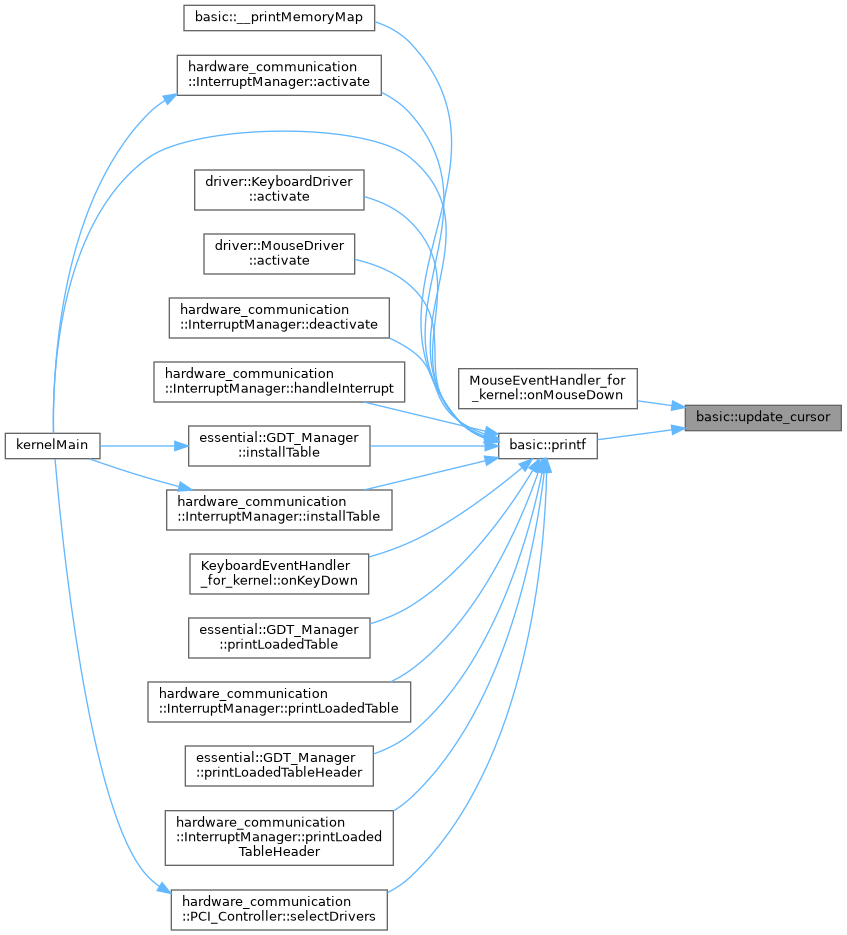 basic::__printMemoryMap
hardware_communication
::InterruptManager::activate
driver::KeyboardDriver
::activate
driver::MouseDriver
::activate
hardware_communication
::InterruptManager::deactivate
hardware_communication
::InterruptManager::handleInterrupt
MouseEventHandler_for
_kernel::onMouseDown
basic::update_cursor
kernelMain
essential::GDT_Manager
::installTable
basic::printf
hardware_communication
::InterruptManager::installTable
KeyboardEventHandler
_for_kernel::onKeyDown
essential::GDT_Manager
::printLoadedTable
hardware_communication
::InterruptManager::printLoadedTable
essential::GDT_Manager
::printLoadedTableHeader
hardware_communication
::InterruptManager::printLoaded
TableHeader
hardware_communication
::PCI_Controller::selectDrivers